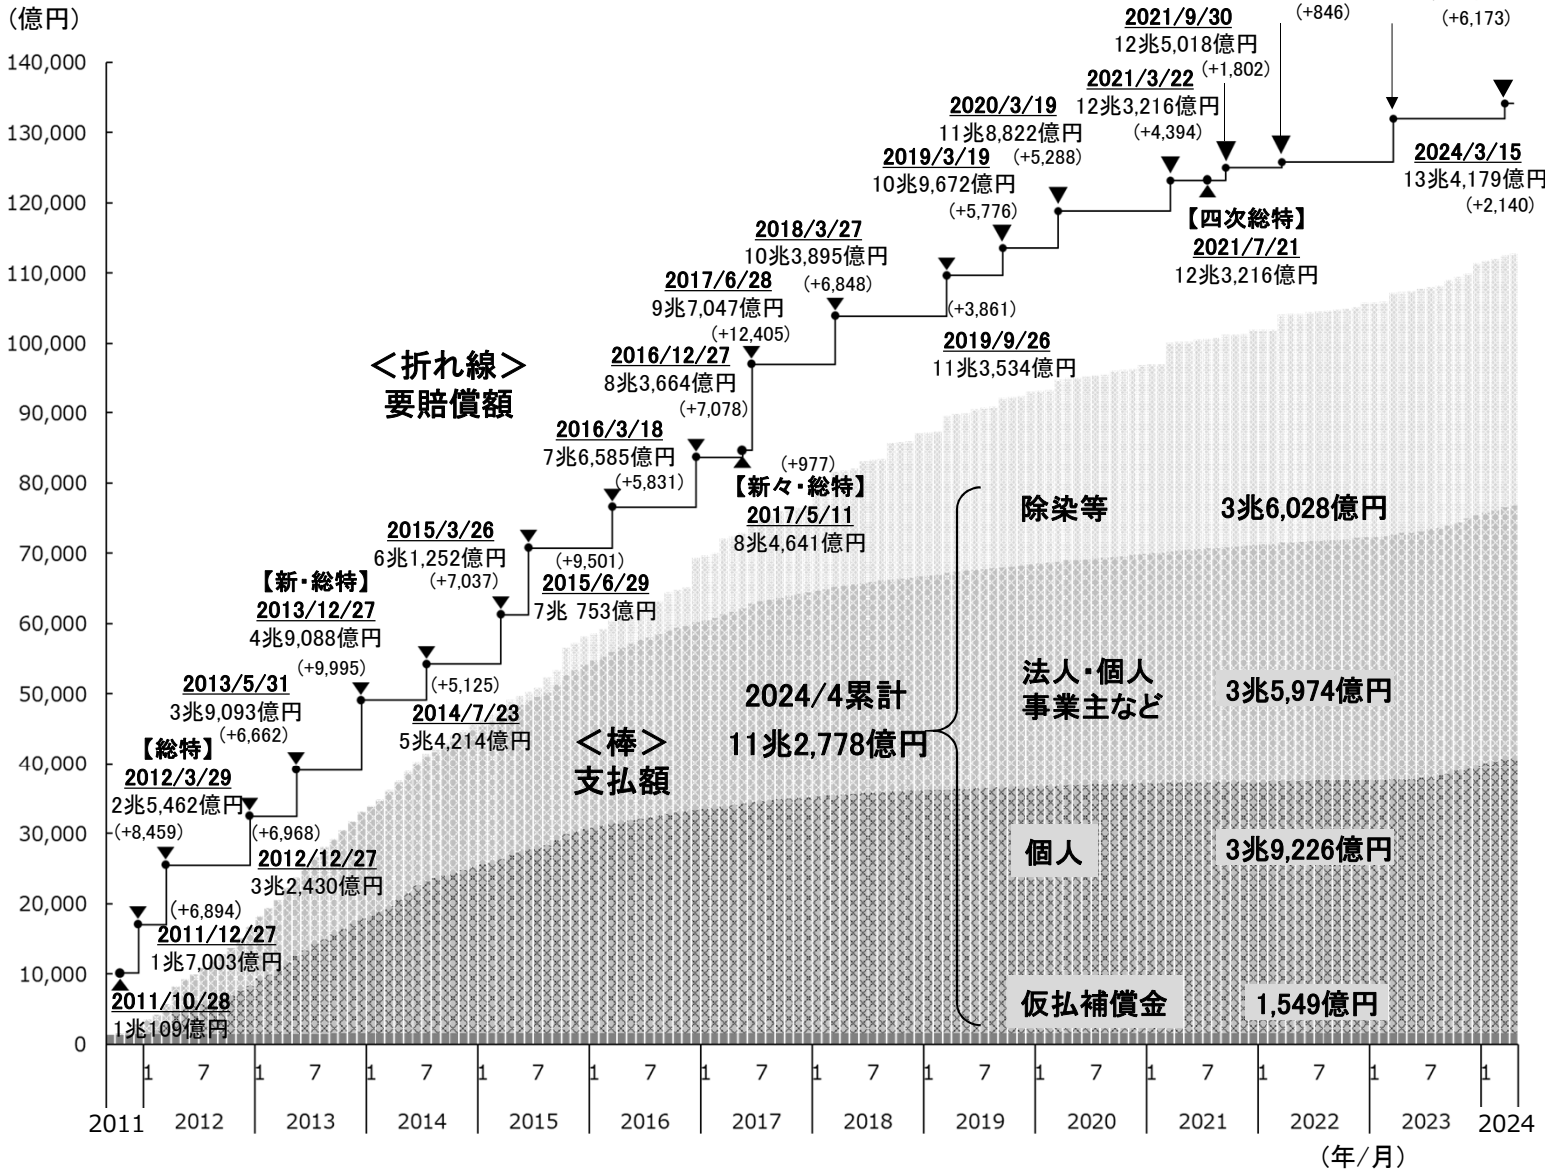 (億円)
140,000
130,000
120,000
110,000
100,000
90,000
80,000
70,000
60,000
50,000
40,000
30,000
20,000
10,000
0
2011/10/28
1兆109億円
(+6,894)
2011/12/27
1兆7,003億円
【総特】
2012/3/29
2兆5,462億円
(+8,459)
(+6,968)
2012/12/27
3兆2,430億円
2013/5/31
3兆9,093億円
(+6,662)
【新・総特】
2013/12/27
4兆9,088億円
(+9,995)
(+5,125)
2014/7/23
5兆4,214億円
2015/3/26
6兆1,252億円
(+7,037)
(+9,501)
2015/6/29
7兆 753億円
2016/3/18
7兆6,585億円
(+5,831)
2016/12/27
8兆3,664億円
(+7,078)
(+977)
【新々・総特】
2017/5/11
8兆4,641億円
2017/6/28
9兆7,047億円
(+12,405)
2018/3/27
10兆3,895億円
(+6,848)
2019/3/19
10兆9,672億円
(+5,776)
(+3,861)
2019/9/26
11兆3,534億円
2020/3/19
11兆8,822億円
(+5,288)
2021/3/22
12兆3,216億円
(+4,394)
【四次総特】
2021/7/21
12兆3,216億円
2021/9/30
12兆5,018億円
(+1,802)
(+846)
(+6,173)
2024/3/15
13兆4,179億円
(+2,140)
<折れ線>
要賠償額
<棒>
支払額
2024/4累計
11兆2,778億円
除染等 3兆6,028億円
法人・個人
事業主など 3兆5,974億円
個人 3兆9,226億円
仮払補償金 1,549億円
1 7 1 7 1 7 1 7 1 7 1 7 1 7 1 7 1 7 1 7 1 7 1 7 1
2011 2012 2013 2014 2015 2016 2017 2018 2019 2020 2021 2022 2023 2024
(年/月)